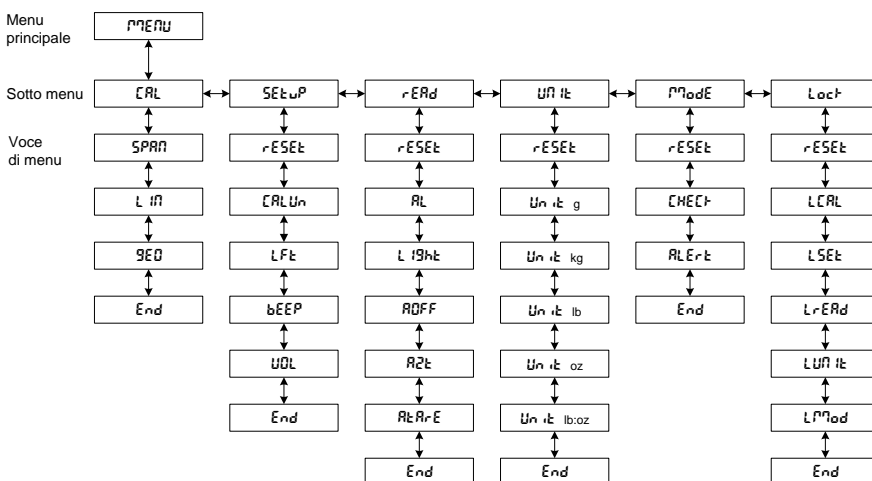 Menu principale
MENU
Sotto menu
CAL SEtuP rEAd UNIt ModE LocK
Voce di menu
SPAN rESEt rESEt rESEt rESEt rESEt
LIN CALUn AL Unit g CHECK LCAL
gEO LFt LIght Unit kg ALErt LSEt
End bEEP AOFF Unit lb End LrEAd
VOL AZt Unit oz LUNIt
End AtArE Unit lb:oz LMod
End End End